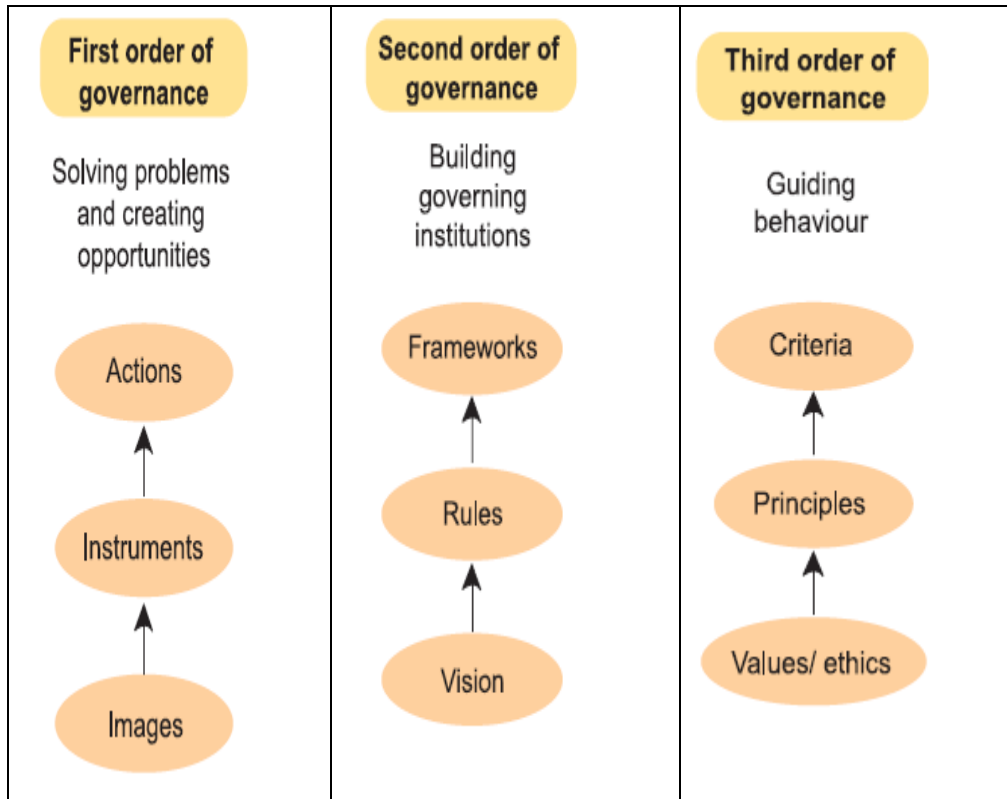 First order of
governance
Solving problems
and creating
opportunities
Actions
Instruments
Images
Second order of
governance
Building
governing
institutions
Frameworks
Rules
Vision
Third order of
governance
Guiding
behaviour
Criteria
Principles
Values/ ethics